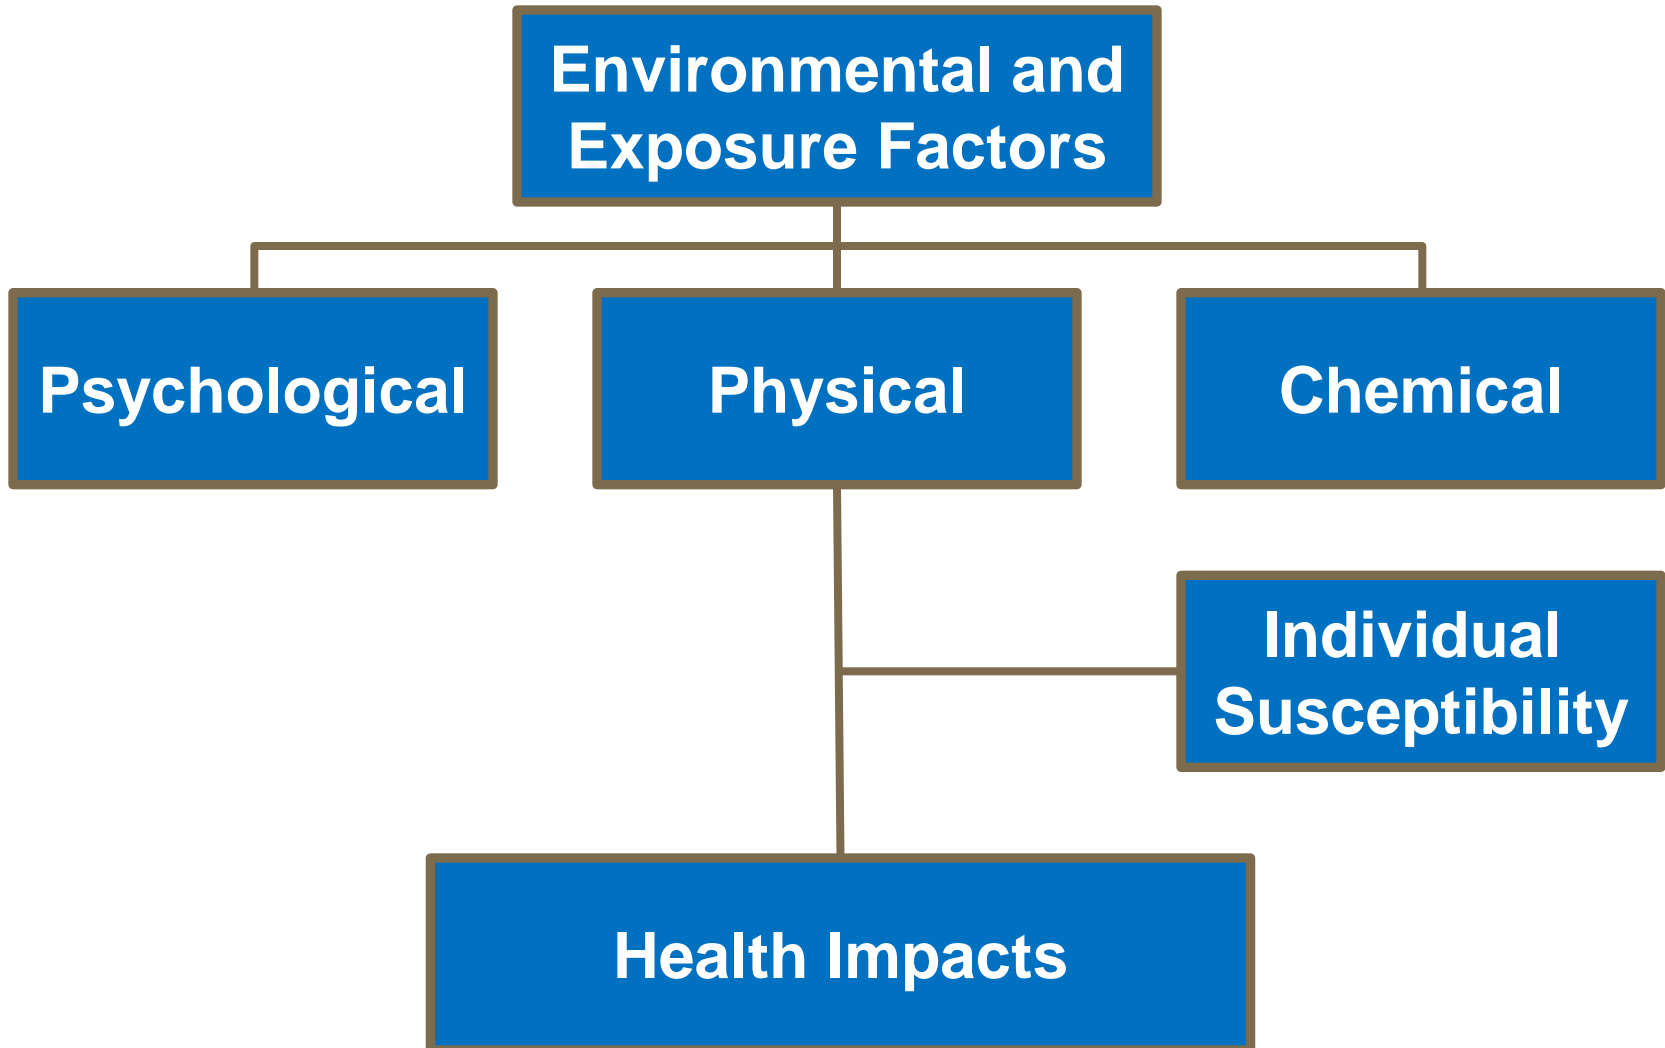 Environmental and
Exposure Factors
Psychological
Physical
Chemical
Individual
Susceptibility
Health Impacts